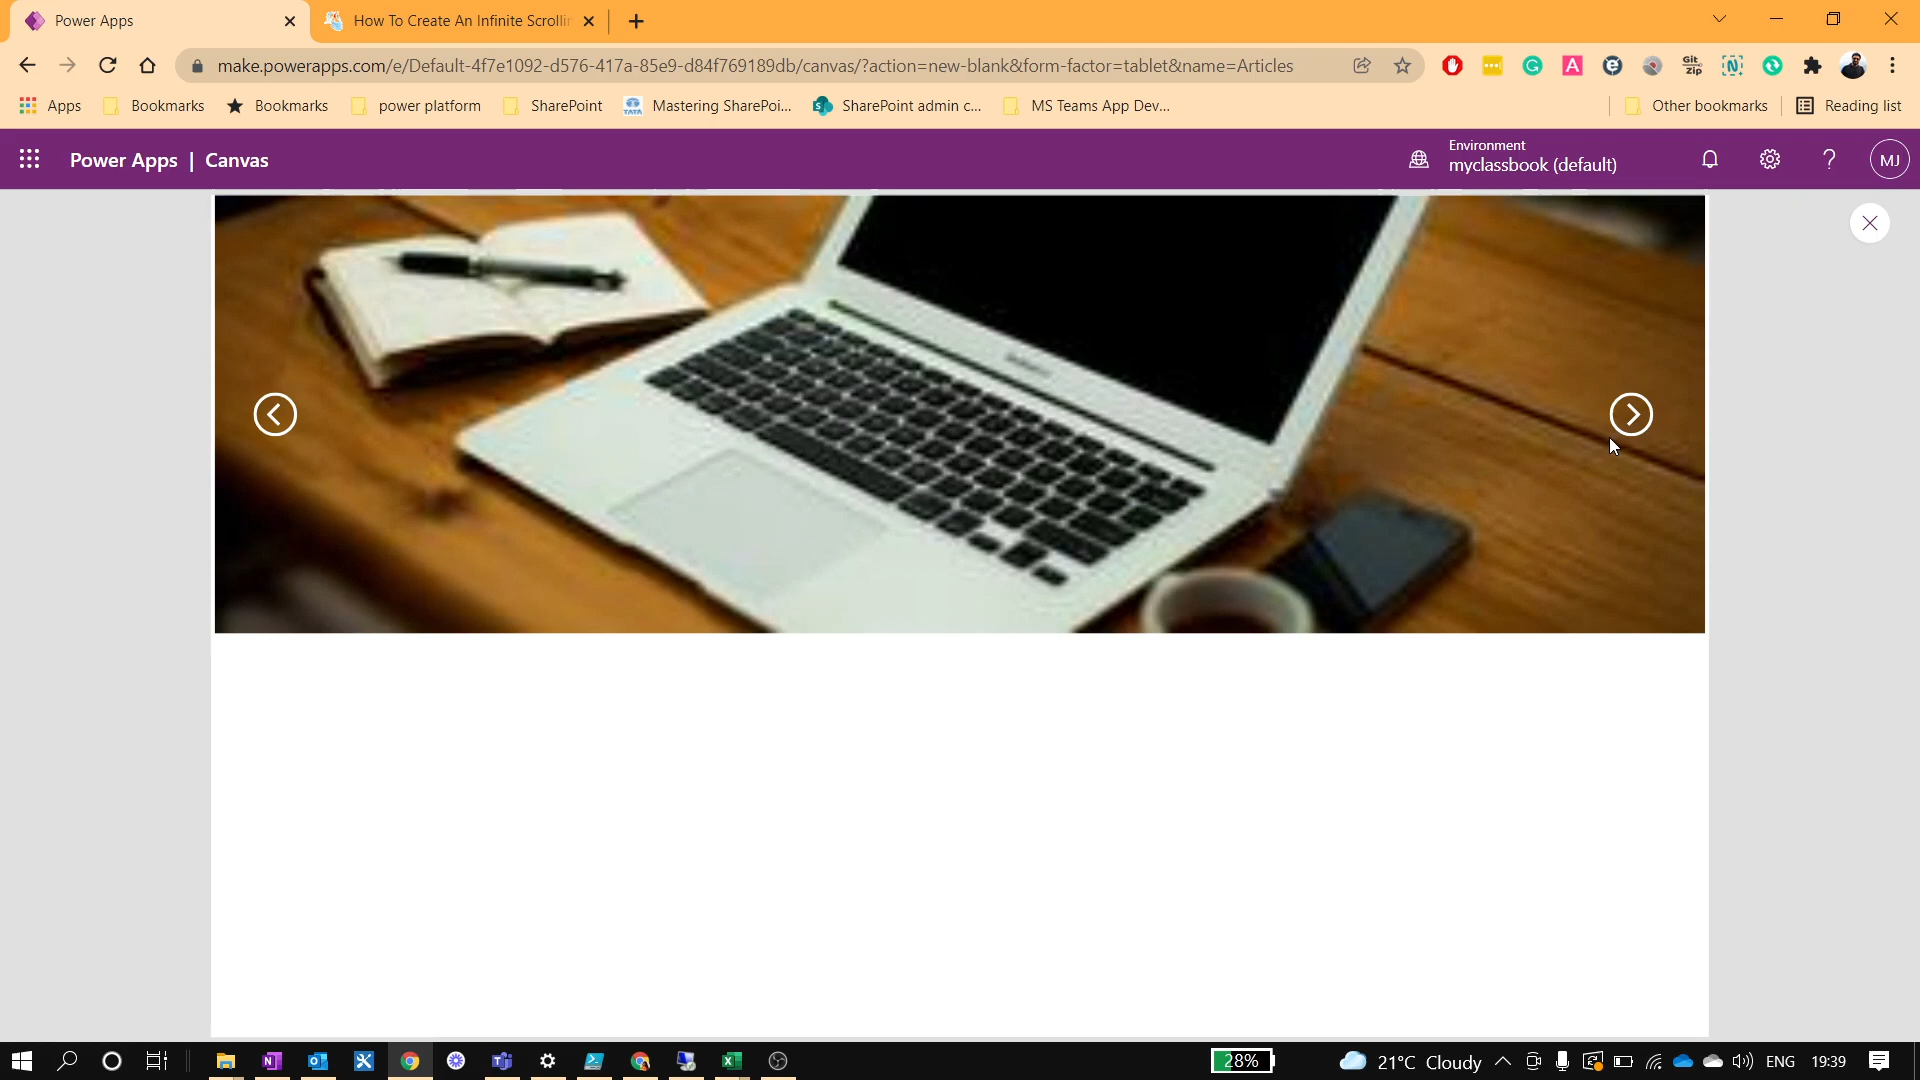 Power Apps
How To Create An Infinite Scrollin
make.powerapps.com/e/Default-4f7e1092-d576-417a-85e9-d84f769189db/canvas/?action=new-blank&form-factor=tablet&name=Articles
Git zip
Apps
Bookmarks
Bookmarks
power platform
SharePoint
TATA
Mastering SharePoi...
SharePoint admin c...
MS Teams App Dev...
Other bookmarks
Reading list
Power Apps | Canvas
Environment
myclassbook (default)
MJ
28%
21°C Cloudy
ENG
19:39